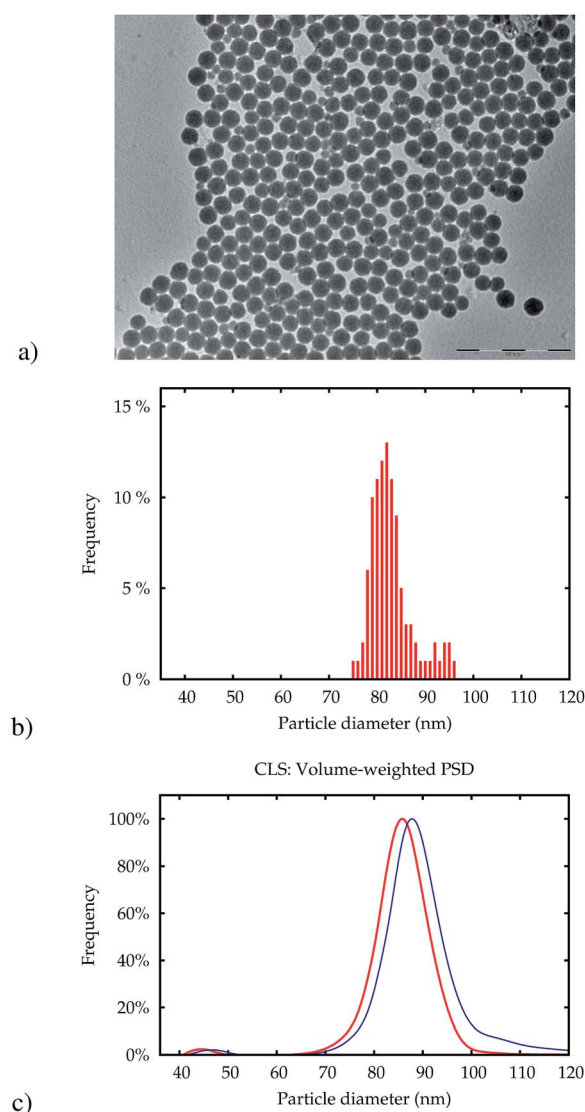 a)
15 %
10 %
5 %
0 %
Frequency
40 50 60 70 80 90 100 110 120
Particle diameter (nm)
b)
CLS: Volume-weighted PSD
100%
80%
60%
40%
20%
0%
Frequency
40 50 60 70 80 90 100 110 120
Particle diameter (nm)
c)